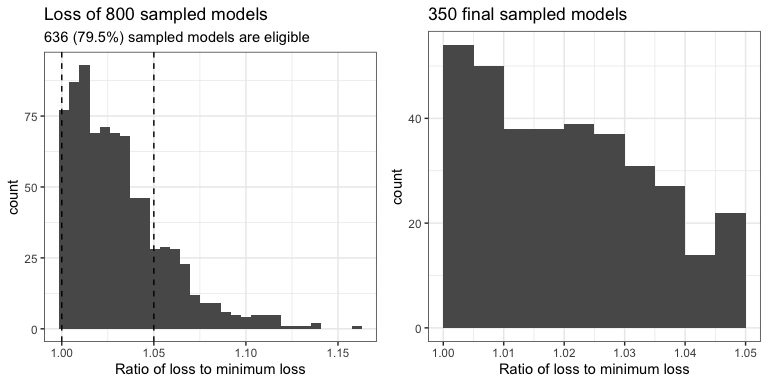 Loss of 800 sampled models
636 (79.5%) sampled models are eligible
count
75
50
25
0
1.00 1.05 1.10 1.15
Ratio of loss to minimum loss
350 final sampled models
count
40
20
0
1.00 1.01 1.02 1.03 1.04 1.05
Ratio of loss to minimum loss